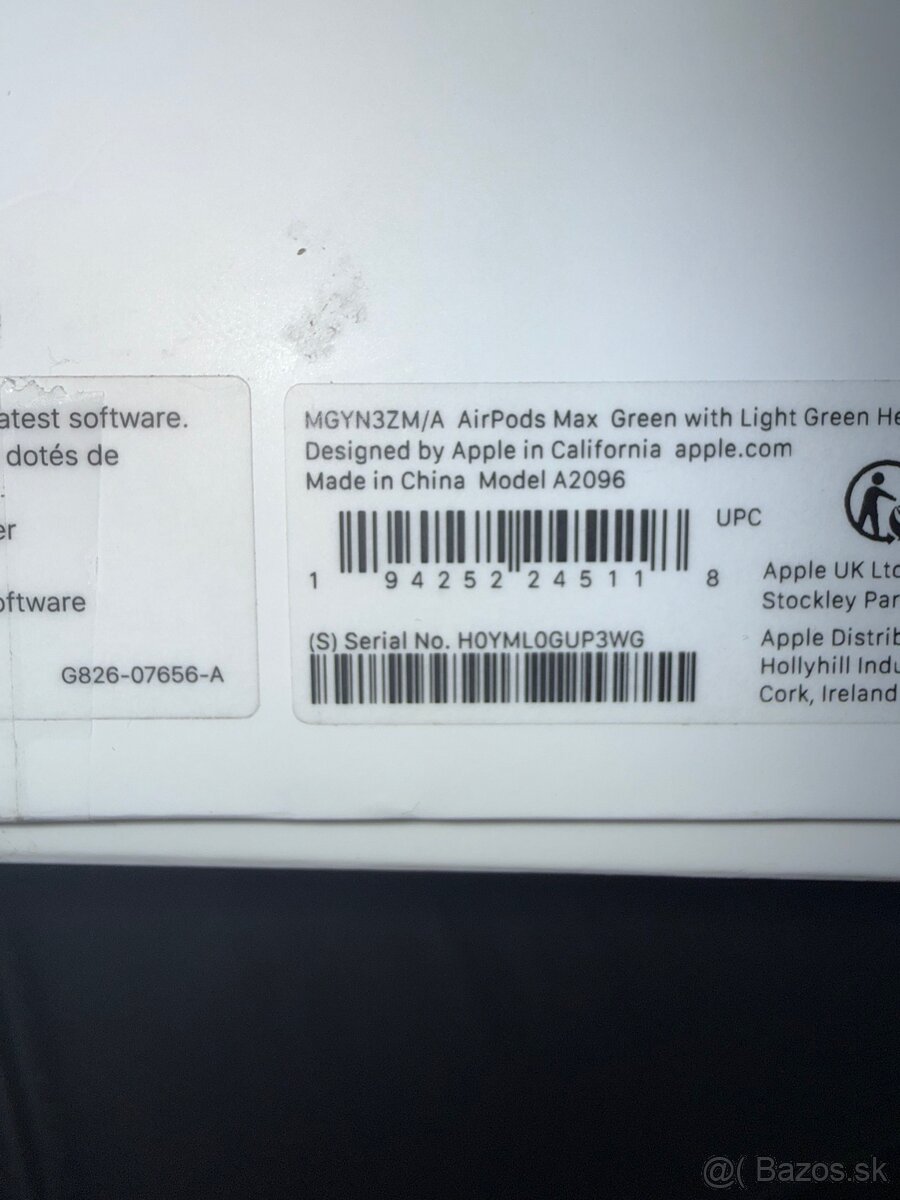 atest software.
dotés de
.
er
oftware
G826-07656-A
MGYN3ZM/A AirPods Max Green with Light Green He
Designed by Apple in California apple.com
Made in China Model A2096
UPC
1 94252 24511 8
(S) Serial No. H0YML0GUP3WG
Apple UK Ltd
Stockley Par
Apple Distrib
Hollyhill Indu
Cork, Ireland
@( Bazos.sk